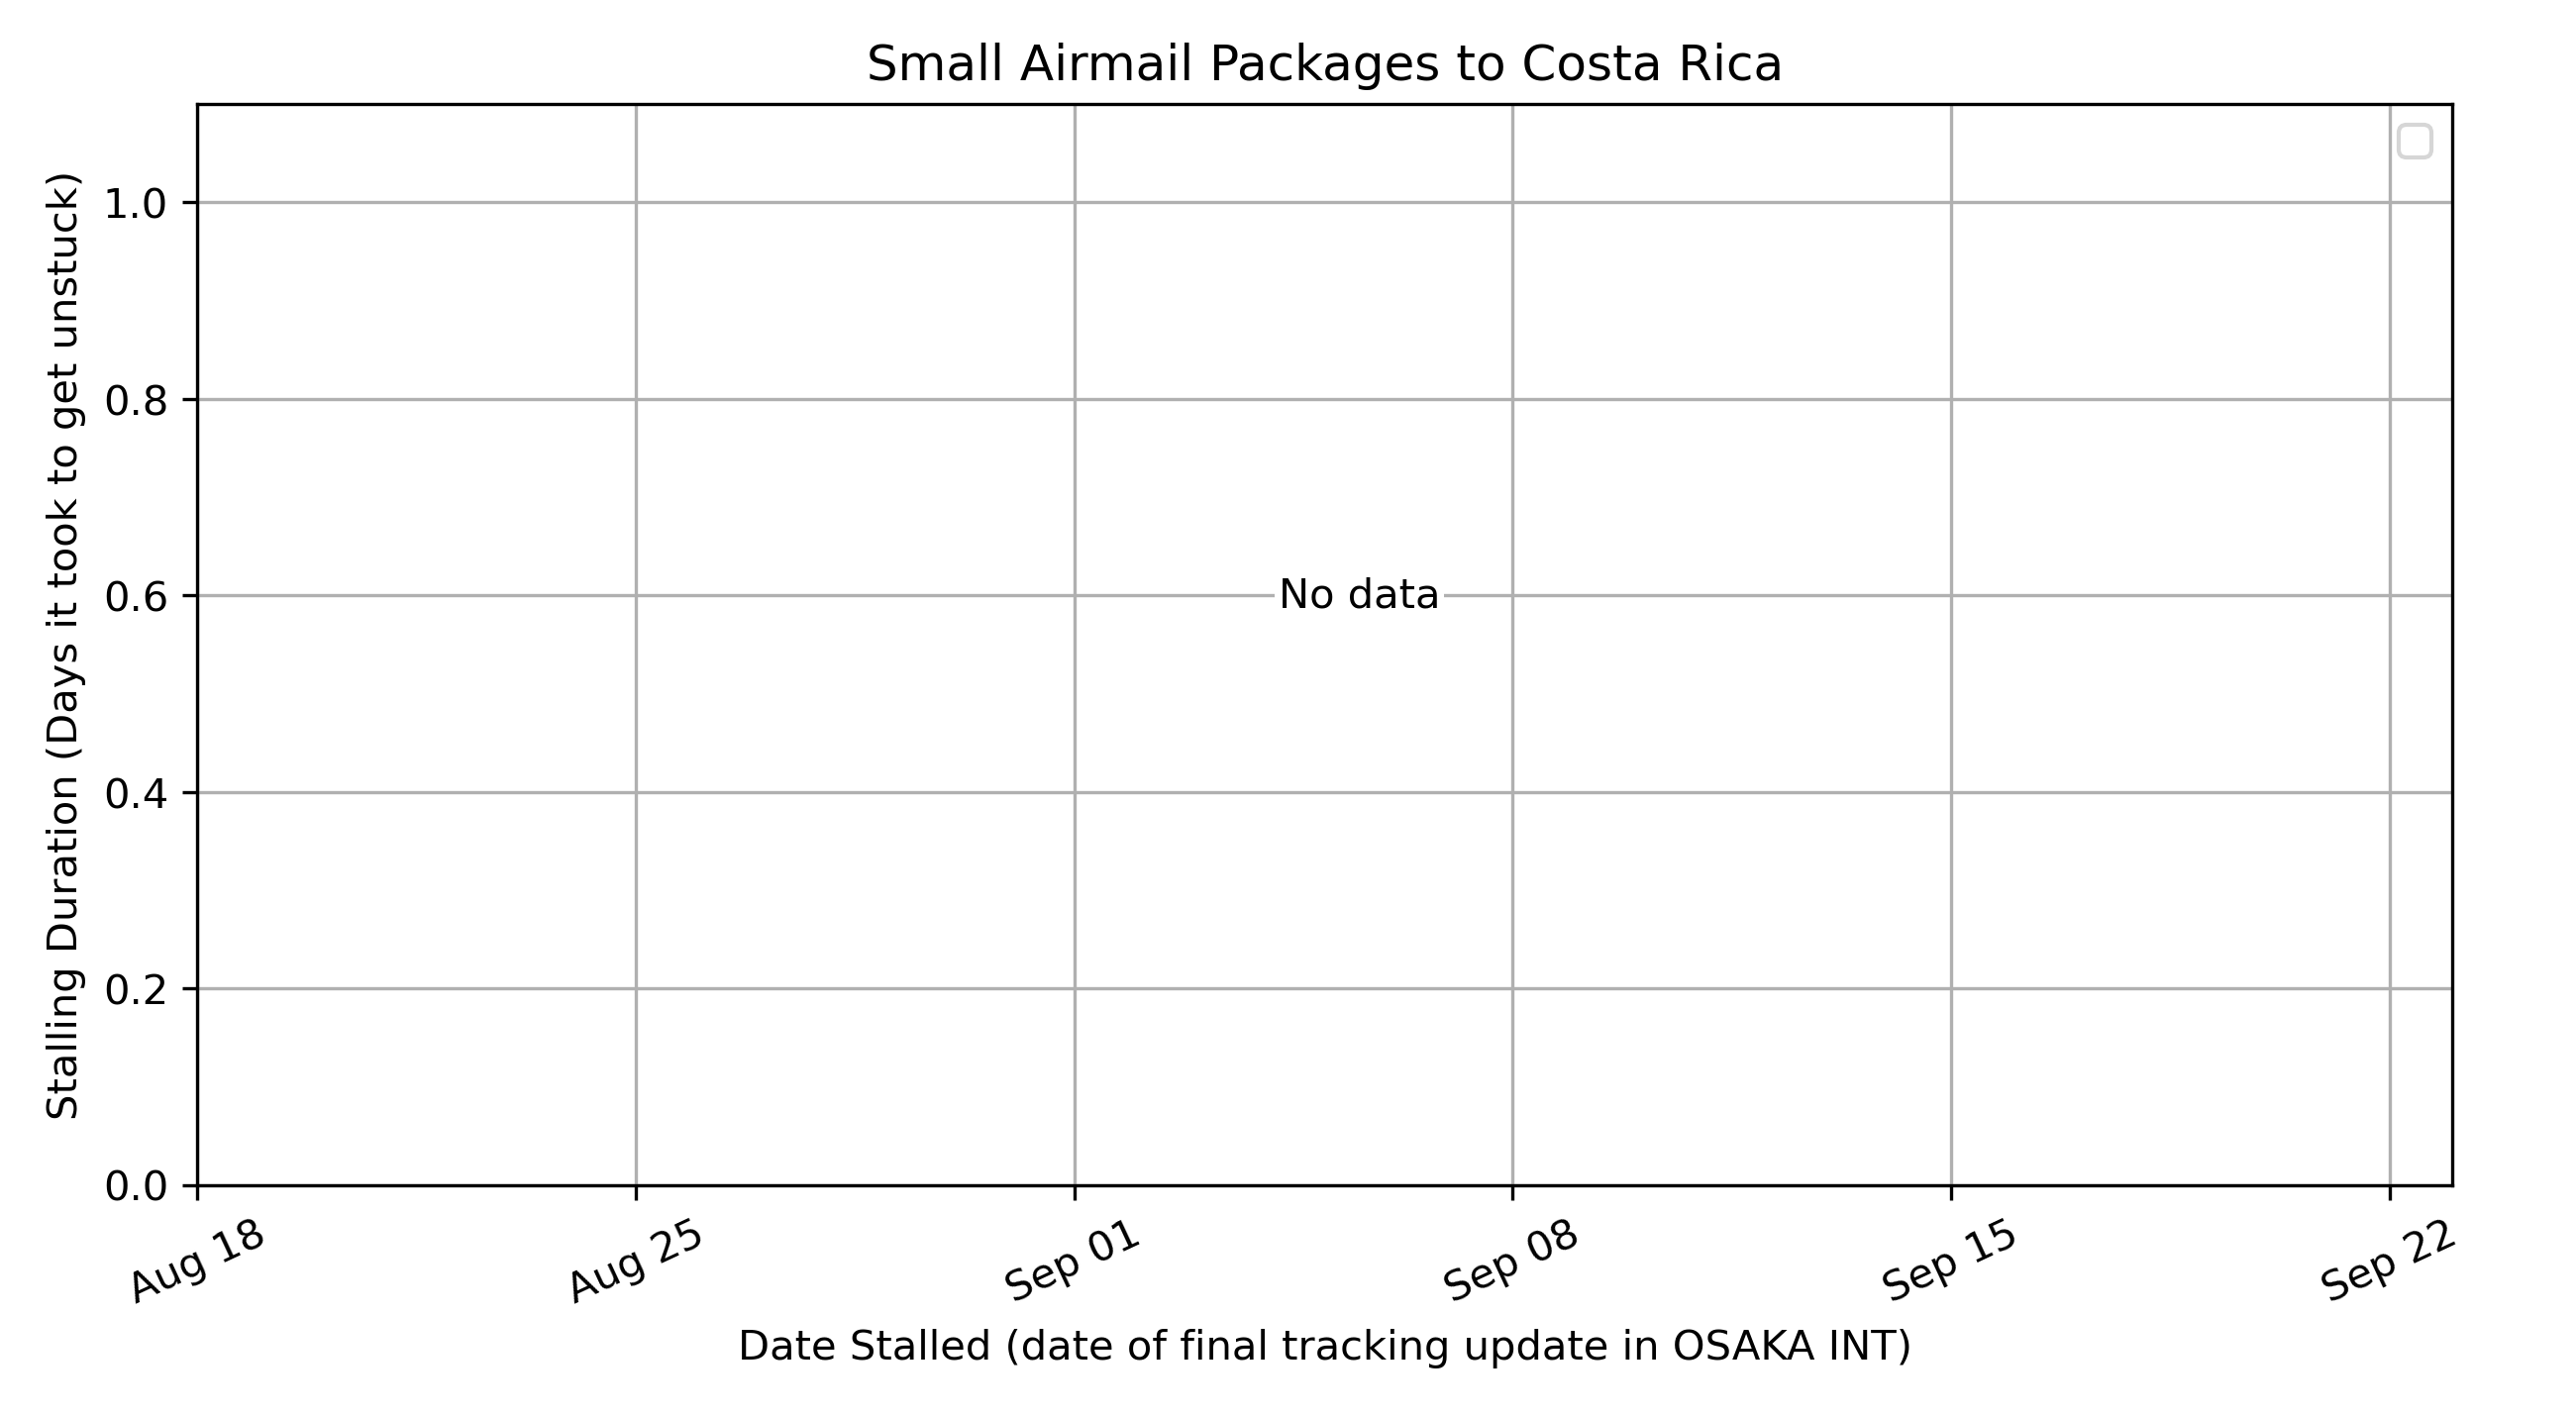 Small Airmail Packages to Costa Rica
Stalling Duration (Days it took to get unstuck)
1.0
0.8
0.6
0.4
0.2
0.0
No data
Aug 18
Aug 25
Sep 01
Sep 08
Sep 15
Sep 22
Date Stalled (date of final tracking update in OSAKA INT)